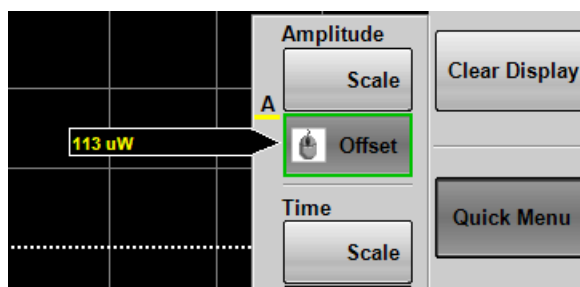 Amplitude
Scale
Clear Display
A
113 uW
Offset
Time
Quick Menu
Scale